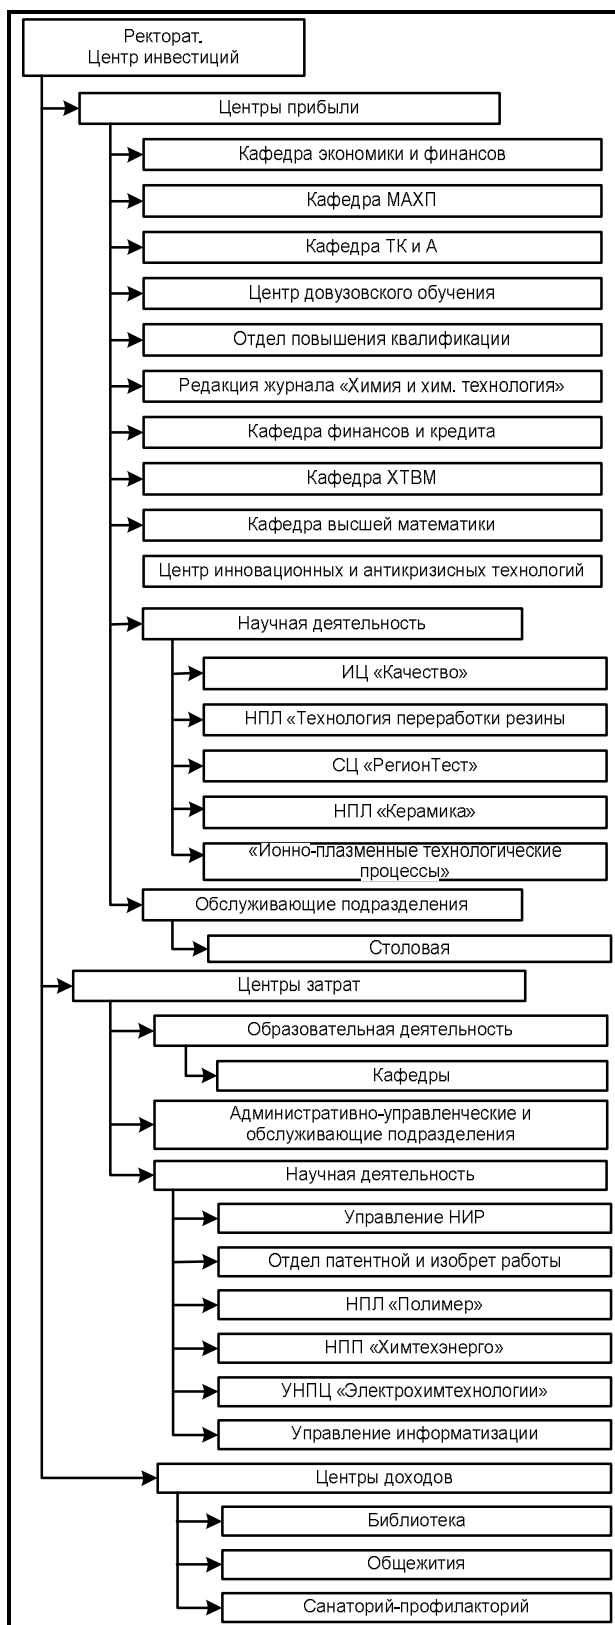 Ректорат.
Центр инвестиций
Центры прибыли
Кафедра экономики и финансов
Кафедра МАХП
Кафедра ТК и А
Центр довузовского обучения
Отдел повышения квалификации
Редакция журнала «Химия и хим. технология»
Кафедра финансов и кредита
Кафедра ХТВМ
Кафедра высшей математики
Центр инновационных и антикризисных технологий
Научная деятельность
ИЦ «Качество»
НПЛ «Технология переработки резины
СЦ «РегионТест»
НПЛ «Керамика»
«Ионно-плазменные технологические
процессы»
Обслуживающие подразделения
Столовая
Центры затрат
Образовательная деятельность
Кафедры
Административно-управленческие и
обслуживающие подразделения
Научная деятельность
Управление НИР
Отдел патентной и изобрет работы
НПЛ «Полимер»
НПП «Химтехэнерго»
УНПЦ «Электрохимтехнологии»
Управление информатизации
Центры доходов
Библиотека
Общежития
Санаторий-профилакторий